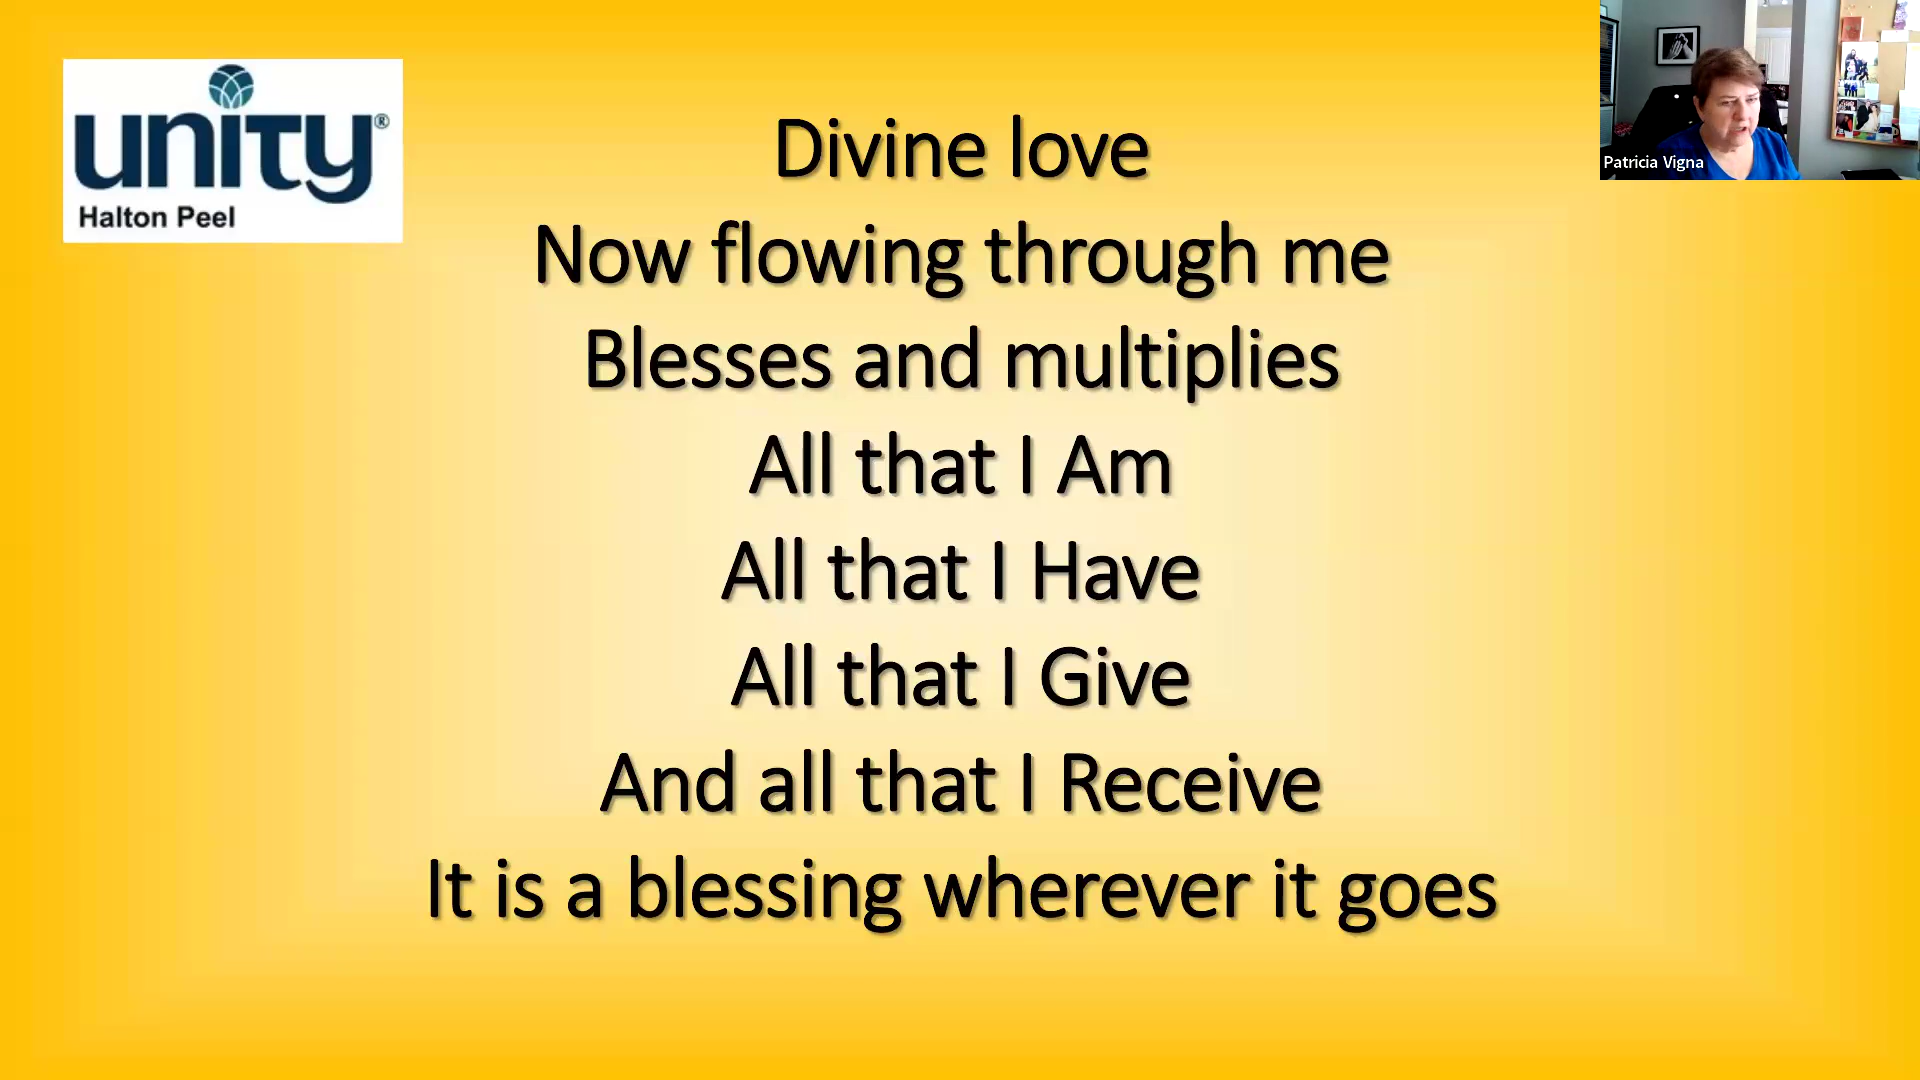 unity®
Halton Peel
Divine love
Now flowing through me
Blesses and multiplies
All that I Am
All that I Have
All that I Give
And all that I Receive
It is a blessing wherever it goes
Patricia Vigna